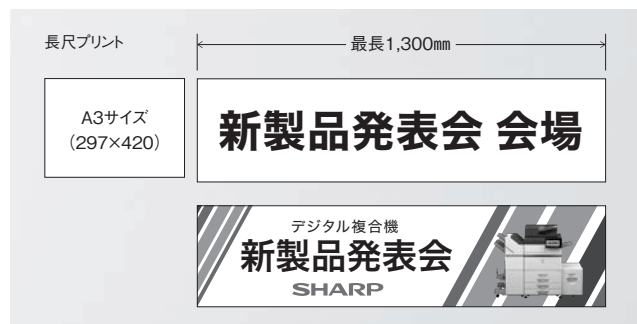 長尺プリント
最長1,300㎜
A3サイズ
(297×420)
新製品発表会 会場
デジタル複合機
新製品発表会
SHARP